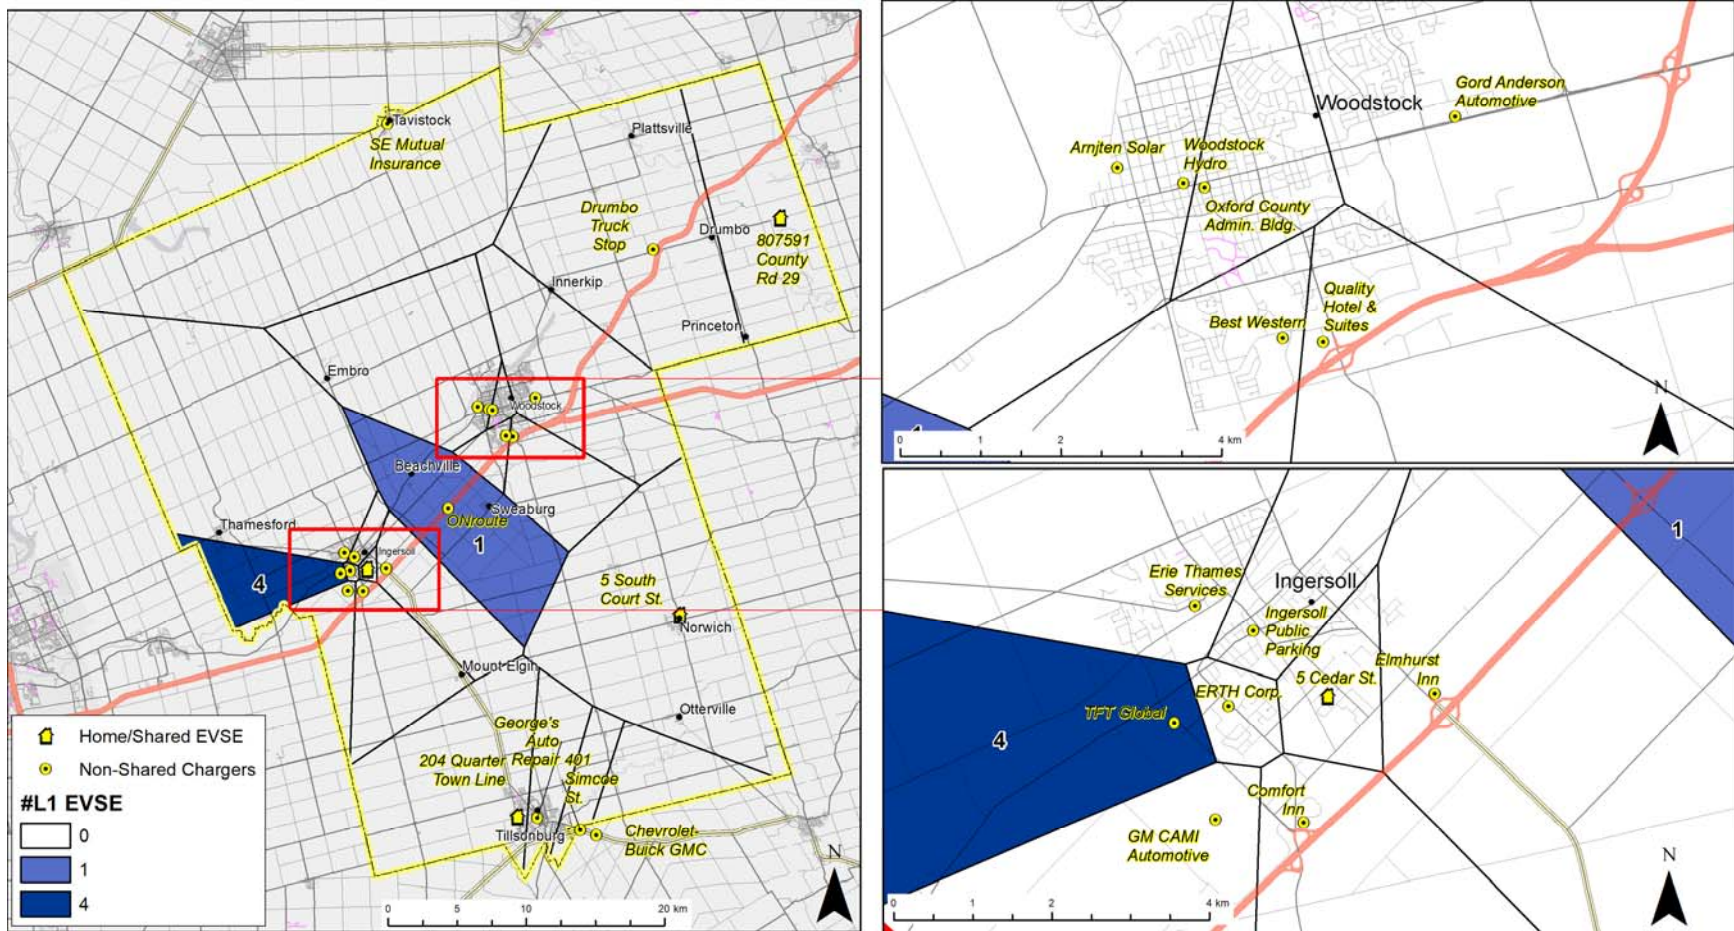 Tavistock
SE Mutual
Insurance
Plattsville
Drumbo
Truck
Stop
Drumbo
807591
County
Rd 29
Innerkip
Princeton
Embro
Woodstock
Beachville
ONroute
Sweaburg
1
Thamesford
Ingersoll
4
5 South
Court St.
Norwich
Mount Elgin
Otterville
George's
Auto
Repair
204 Quarter
Town Line
401
Simcoe
St.
Tillsonburg
Chevrolet-
Buick GMC
Home/Shared EVSE
Non-Shared Chargers
#L1 EVSE
0
1
4
0 5 10 20 km
N
Gord Anderson
Automotive
Woodstock
Arnjten Solar
Woodstock
Hydro
Oxford County
Admin. Bldg.
Quality
Hotel &
Suites
Best Western
0 1 2 4 km
N
1
Erie Thames
Services
Ingersoll
Ingersoll
Public
Parking
Elmhurst
Inn
5 Cedar St.
ERTH Corp.
TFT Global
4
Comfort
Inn
GM CAMI
Automotive
0 1 2 4 km
N